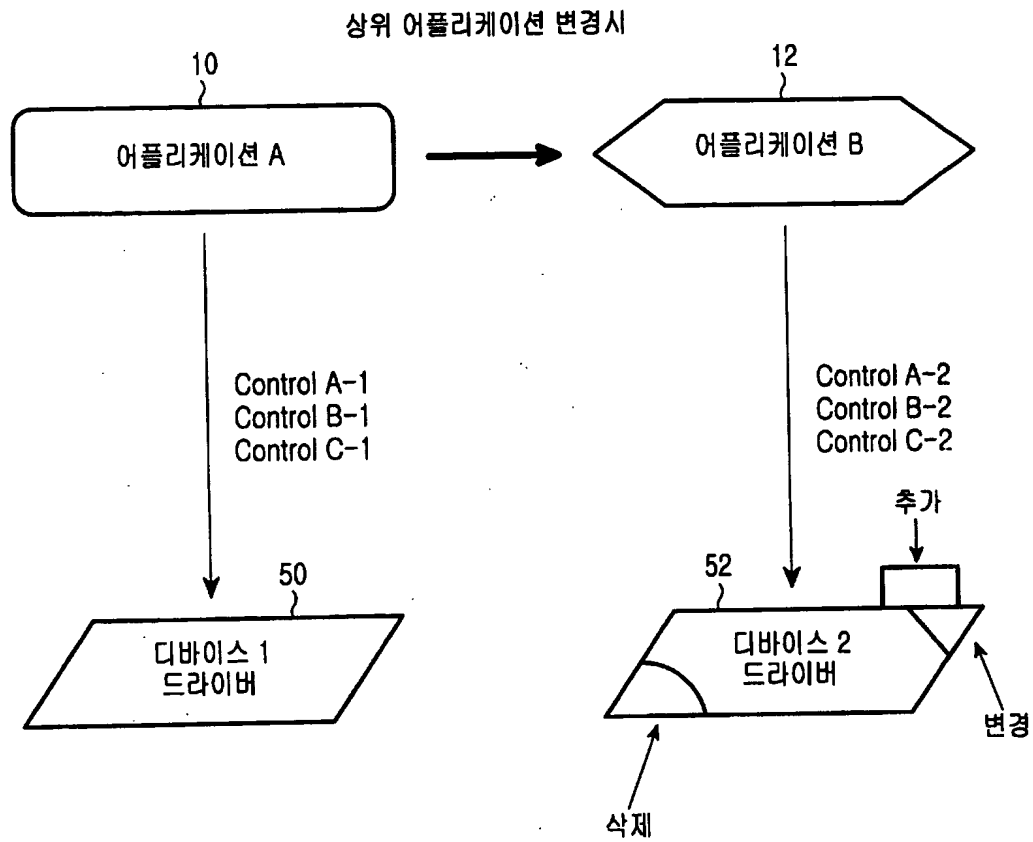 상위 어플리케이션 변경시
10
12
어플리케이션 A
어플리케이션 B
Control A-1
Control B-1
Control C-1
Control A-2
Control B-2
Control C-2
추가
50
52
디바이스 1
드라이버
디바이스 2
드라이버
변경
삭제